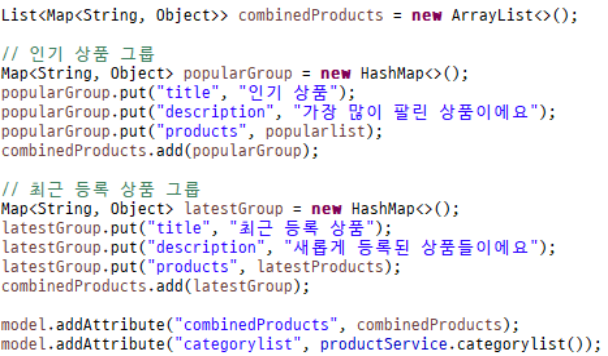 List<Map<String, Object>> combinedProducts = new ArrayList<>();
// 인기 상품 그룹
Map<String, Object> popularGroup = new HashMap<>();
popularGroup.put("title", "인기 상품");
popularGroup.put("description", "가장 많이 팔린 상품이에요");
popularGroup.put("products", popularlist);
combinedProducts.add(popularGroup);
// 최근 등록 상품 그룹
Map<String, Object> latestGroup = new HashMap<>();
latestGroup.put("title", "최근 등록 상품");
latestGroup.put("description", "새롭게 등록된 상품들이에요");
latestGroup.put("products", latestProducts);
combinedProducts.add(latestGroup);
model.addAttribute("combinedProducts", combinedProducts);
model.addAttribute("categorylist", productService.categorylist());